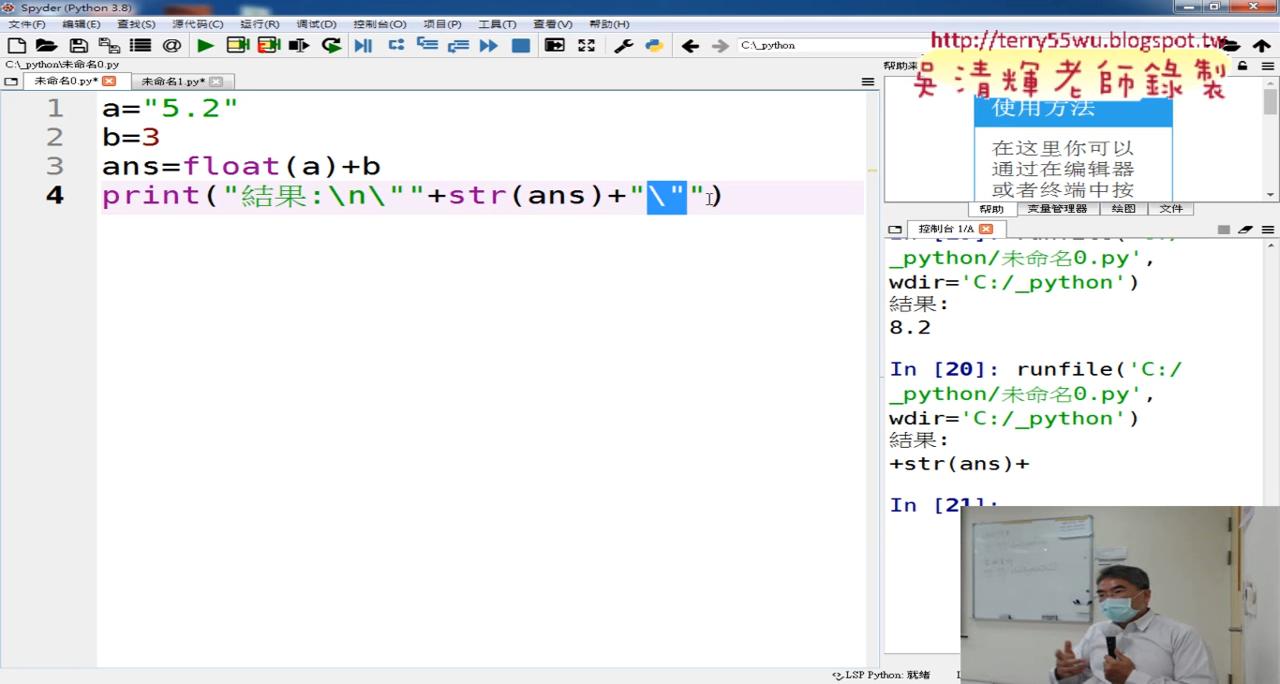 Spyder (Python 3.8)
文件(F) 编辑(E) 查找(S) 源代码(C) 运行(R) 调试(D) 控制台(O) 项目(P) 工具(T) 查看(V) 帮助(H)
C:\_python
http://terry55wu.blogspot.tw
吳清輝老師錄製
C:\_python\未命名0.py
未命名0.py* 未命名1.py*
1 a="5.2"
2 b=3
3 ans=float(a)+b
4 print("結果:\n\""+str(ans)+"\"")
使用方法
在这里你可以
通过在编辑器
或者终端中按
帮助 变量管理器 绘图 文件
控制台 1/A
_python/未命名0.py',
wdir='C:/_python')
結果:
8.2
In [20]: runfile('C:/
_python/未命名0.py',
wdir='C:/_python')
結果:
+str(ans)+
In [21]:
LSP Python: 就绪